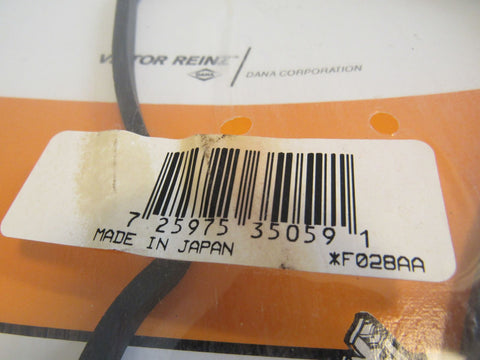 VICTOR REINZ
DANA
DANA CORPORATION
7 25975 35059 1
MADE IN JAPAN
*F028AA